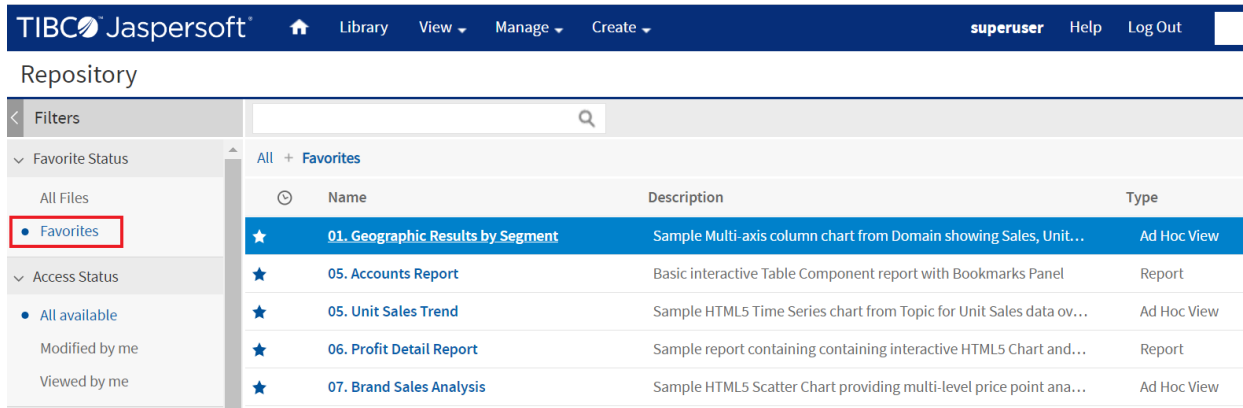 TIBCO Jaspersoft® Library View Manage Create superuser Help Log Out
Repository
Filters
Favorite Status
All + Favorites
All Files
Name Description Type
Favorites
01. Geographic Results by Segment Sample Multi-axis column chart from Domain showing Sales, Unit... Ad Hoc View
05. Accounts Report Basic interactive Table Component report with Bookmarks Panel Report
Access Status
All available
05. Unit Sales Trend Sample HTML5 Time Series chart from Topic for Unit Sales data ov... Ad Hoc View
Modified by me
06. Profit Detail Report Sample report containing containing interactive HTML5 Chart and... Report
Viewed by me
07. Brand Sales Analysis Sample HTML5 Scatter Chart providing multi-level price point ana... Ad Hoc View